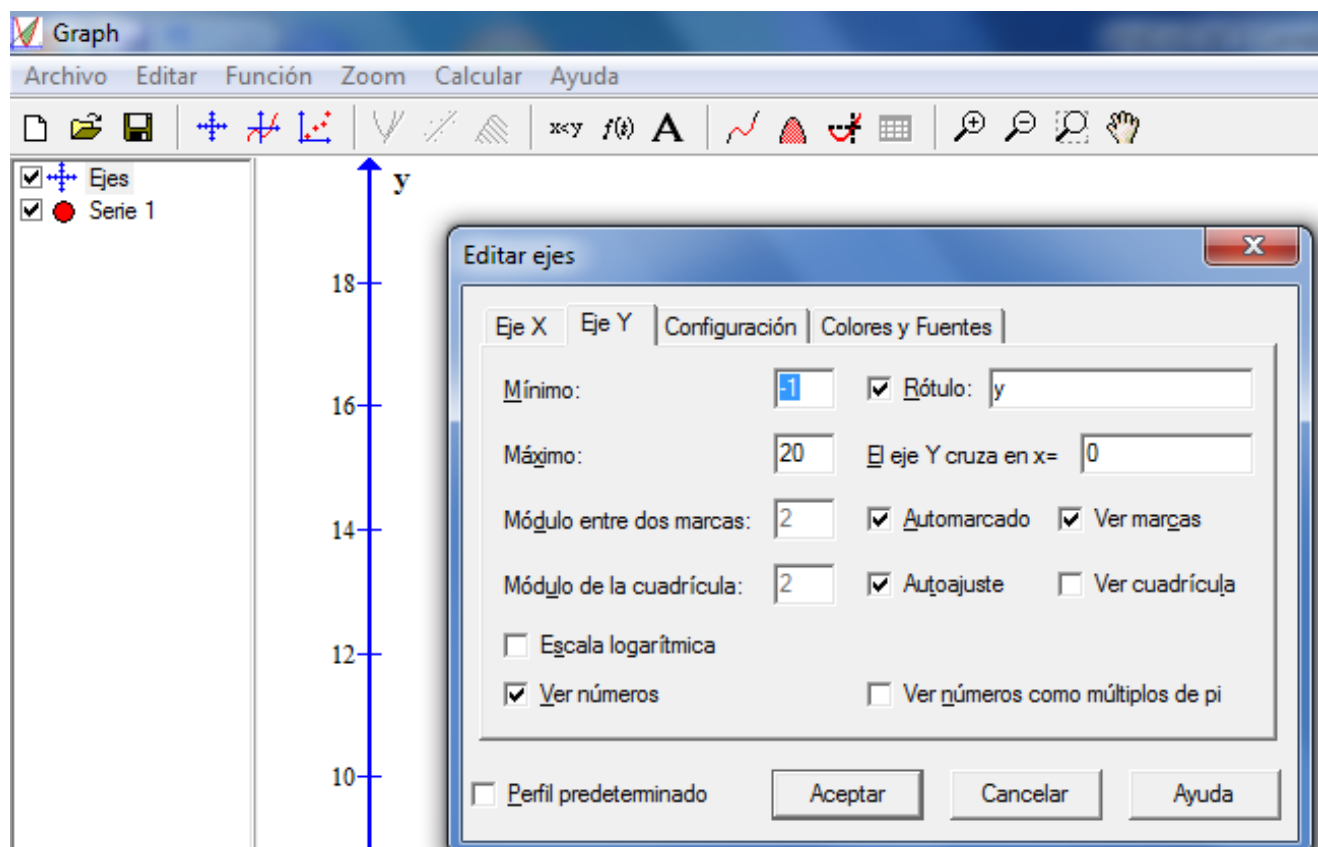 Graph
Archivo Editar Función Zoom Calcular Ayuda
x<y f(t) A
Ejes
Serie 1
y
18
16
14
12
10
Editar ejes
Eje X Eje Y Configuración Colores y Fuentes
Mínimo: -1 Rótulo: y
Máximo: 20 El eje Y cruza en x= 0
Módulo entre dos marcas: 2 Automarcado Ver marcas
Módulo de la cuadrícula: 2 Autoajuste Ver cuadrícula
Escala logarítmica
Ver números Ver números como múltiplos de pi
Perfil predeterminado Aceptar Cancelar Ayuda